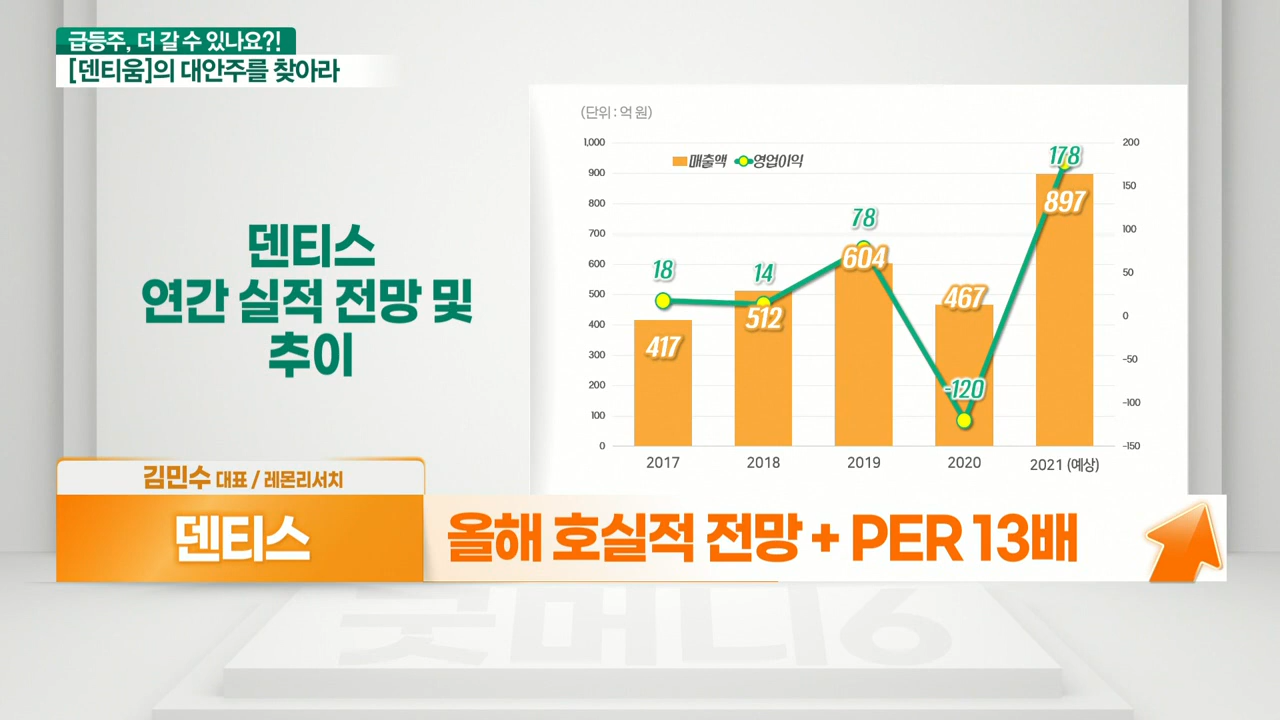 급등주, 더 갈 수 있나요?!
[덴티움]의 대안주를 찾아라
덴티스
연간 실적 전망 및
추이
(단위 : 억 원)
매출액 영업이익
1,000
900
800
700
600
500
400
300
200
100
0
200
150
100
50
0
-50
-100
-150
18
14
78
-120
178
417
512
604
467
897
2017 2018 2019 2020 2021 (예상)
김민수 대표 / 레몬리서치
덴티스
올해 호실적 전망 + PER 13배
굿머니6